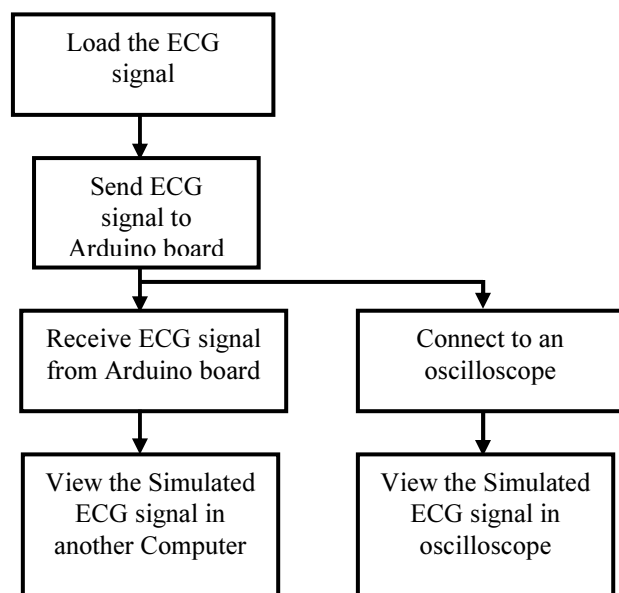 Load the ECG
signal
Send ECG
signal to
Arduino board
Receive ECG signal
from Arduino board
Connect to an
oscilloscope
View the Simulated
ECG signal in
another Computer
View the Simulated
ECG signal in
oscilloscope